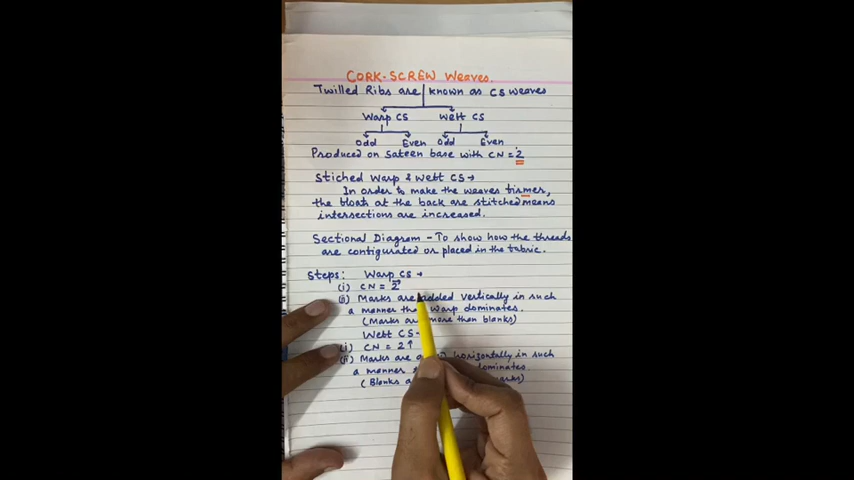 CORK-SCREW Weaves.
Twilled Ribs are known as CS weaves
Warp CS Weft CS
Odd Even Odd Even
Produced on Sateen base with CN = 2
Stiched Warp & Weft CS →
In order to make the weaves firmer,
the float at the back are stitched means
intersections are increased.
Sectional Diagram - To show how the threads
are configurated or placed in the fabric.
Steps: Warp CS →
(i) CN = 2→
(ii) Marks are added vertically in such
a manner the warp dominates.
(Marks are more then blanks)
Weft CS-
(i) CN = 2↑
(ii) Marks are horizontally in such
a manner dominates.
(Blanks marks)